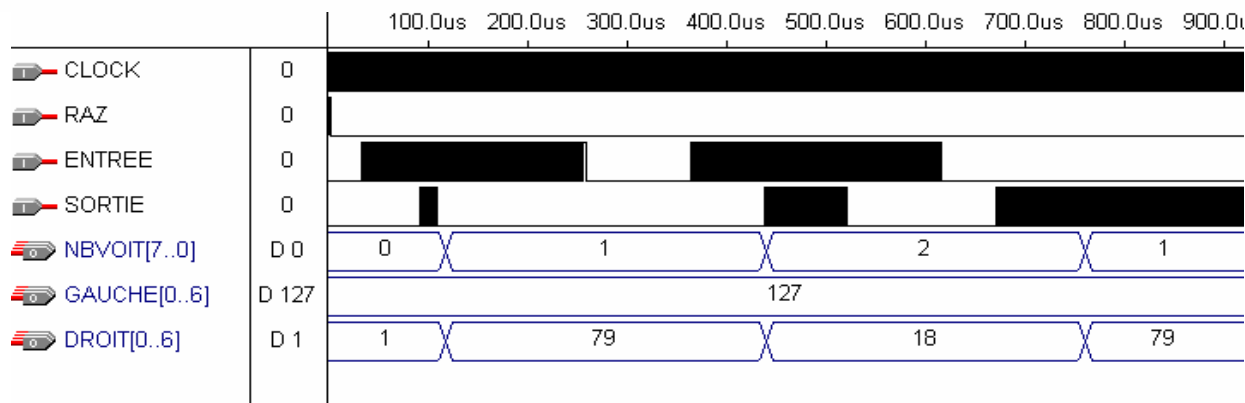 100.0us 200.0us 300.0us 400.0us 500.0us 600.0us 700.0us 800.0us 900.0u
CLOCK 0
RAZ 0
ENTREE 0
SORTIE 0
NBVOIT[7..0] D 0 0 1 2 1
GAUCHE[0..6] D 127 127
DROIT[0..6] D 1 1 79 18 79